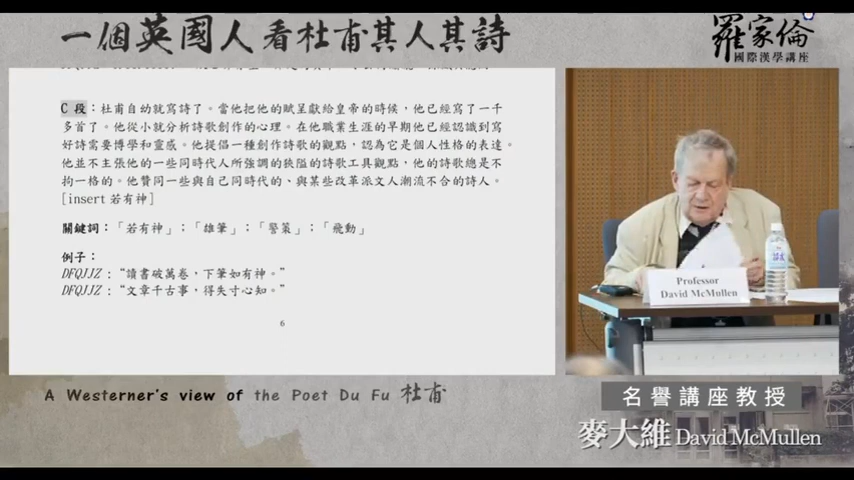 一個英國人看杜甫其人其詩
羅家倫
國際漢學講座
C 段：杜甫自幼就寫詩了。當他把他的賦呈獻給皇帝的時候，他已經寫了一千
多首了。他從小就分析詩歌創作的心理。在他職業生涯的早期他已經認識到寫
好詩需要博學和靈感。他提倡一種創作詩歌的觀點，認為它是個人性格的表達。
他並不主張他的一些同時代人所強調的狹隘的詩歌工具觀點，他的詩歌總是不
拘一格的。他贊同一些與自己同時代的、與某些改革派文人潮流不合的詩人。
[insert 若有神]
關鍵詞：「若有神」；「雄筆」；「警策」；「飛動」
例子：
DFQJJZ：“讀書破萬卷，下筆如有神。”
DFQJJZ：“文章千古事，得失寸心知。”
6
Professor
David McMullen
A Westerner's view of the Poet Du Fu 杜甫
名譽講座教授
麥大維 David McMullen